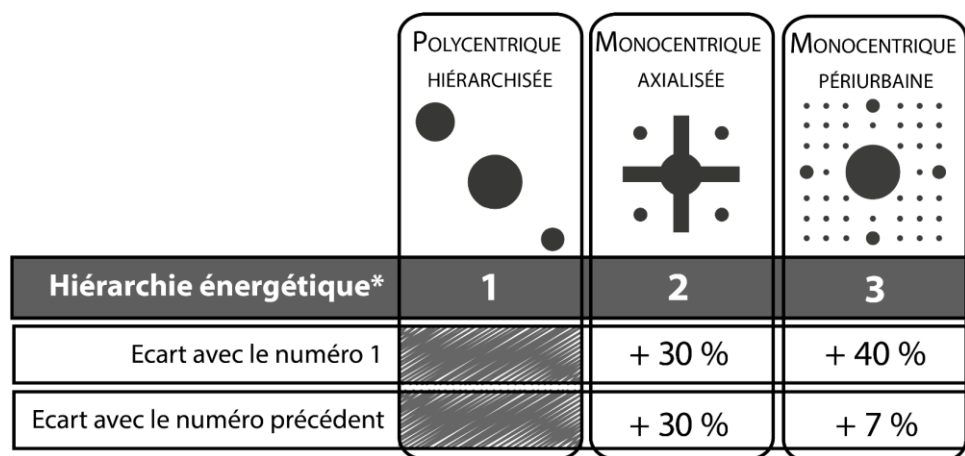 POLYCENTRIQUE
HIÉRARCHISÉE
MONOCENTRIQUE
AXIALISÉE
MONOCENTRIQUE
PÉRIURBAINE
Hiérarchie énergétique* 1 2 3
Ecart avec le numéro 1 + 30 % + 40 %
Ecart avec le numéro précédent + 30 % + 7 %